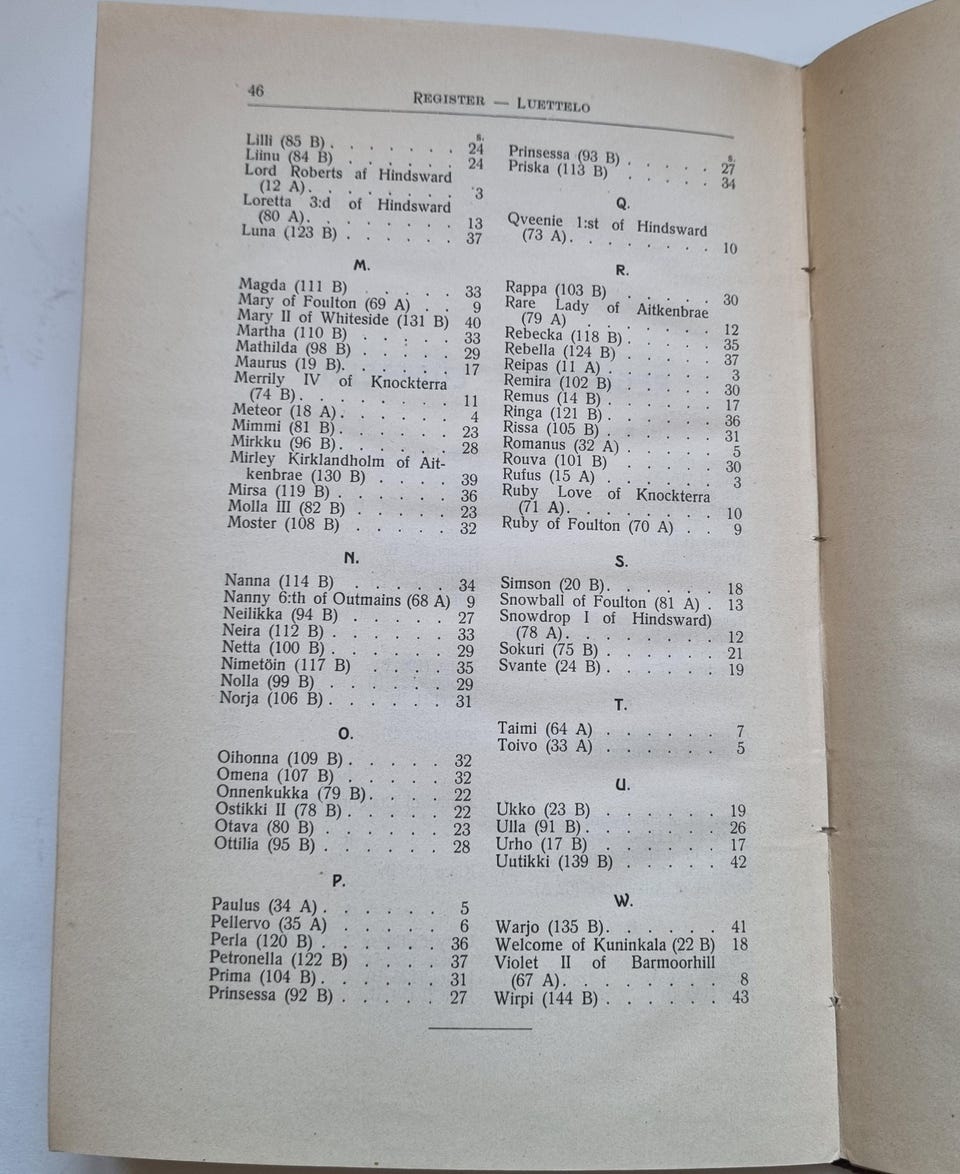 46
REGISTER — LUETTELO
s.
Lilli (85 B) . . . . . . . 24
Liinu (84 B) . . . . . . 24
Lord Roberts af Hindsward
(12 A) . . . . . . . . 3
Loretta 3:d of Hindsward
(80 A) . . . . . . . . 13
Luna (123 B) . . . . . . 37
M.
Magda (111 B) . . . . . 33
Mary of Foulton (69 A) . . 9
Mary II of Whiteside (131 B) 40
Martha (110 B) . . . . . 33
Mathilda (98 B) . . . . . 29
Maurus (19 B) . . . . . . 17
Merrily IV of Knockterra
(74 B) . . . . . . . . 11
Meteor (18 A) . . . . . . 4
Mimmi (81 B) . . . . . . 23
Mirkku (96 B) . . . . . . 28
Mirley Kirklandholm of Ait-
kenbrae (130 B) . . . . 39
Mirsa (119 B) . . . . . . 36
Molla III (82 B) . . . . . 23
Moster (108 B) . . . . . 32
N.
Nanna (114 B) . . . . . 34
Nanny 6:th of Outmains (68 A) 9
Neilikka (94 B) . . . . . 27
Neira (112 B) . . . . . . 33
Netta (100 B) . . . . . . 29
Nimetöin (117 B) . . . . 35
Nolla (99 B) . . . . . . 29
Norja (106 B) . . . . . . 31
O.
Oihonna (109 B) . . . . . 32
Omena (107 B) . . . . . 32
Onnenkukka (79 B) . . . . 22
Ostikki II (78 B) . . . . . 22
Otava (80 B) . . . . . . 23
Ottilia (95 B) . . . . . . 28
P.
Paulus (34 A) . . . . . . 5
Pellervo (35 A) . . . . . 6
Perla (120 B) . . . . . . 36
Petronella (122 B) . . . . 37
Prima (104 B) . . . . . . 31
Prinsessa (92 B) . . . . . 27
s.
Prinsessa (93 B) . . . . . 27
Priska (113 B) . . . . . 34
Q.
Qveenie 1:st of Hindsward
(73 A) . . . . . . . . 10
R.
Rappa (103 B) . . . . . 30
Rare Lady of Aitkenbrae
(79 A) . . . . . . . . 12
Rebecka (118 B) . . . . . 35
Rebella (124 B) . . . . . 37
Reipas (11 A) . . . . . . 3
Remira (102 B) . . . . . 30
Remus (14 B) . . . . . . 17
Ringa (121 B) . . . . . . 36
Rissa (105 B) . . . . . . 31
Romanus (32 A) . . . . . 5
Rouva (101 B) . . . . . 30
Rufus (15 A) . . . . . . 3
Ruby Love of Knockterra
(71 A) . . . . . . . . 10
Ruby of Foulton (70 A) . . 9
S.
Simson (20 B) . . . . . . 18
Snowball of Foulton (81 A) . 13
Snowdrop I of Hindsward)
(78 A) . . . . . . . . 12
Sokuri (75 B) . . . . . . 21
Svante (24 B) . . . . . . 19
T.
Taimi (64 A) . . . . . . 7
Toivo (33 A) . . . . . . 5
U.
Ukko (23 B) . . . . . . 19
Ulla (91 B) . . . . . . . 26
Urho (17 B) . . . . . . 17
Uutikki (139 B) . . . . . 42
W.
Warjo (135 B) . . . . . . 41
Welcome of Kuninkala (22 B) 18
Violet II of Barmoorhill
(67 A) . . . . . . . . 8
Wirpi (144 B) . . . . . . 43